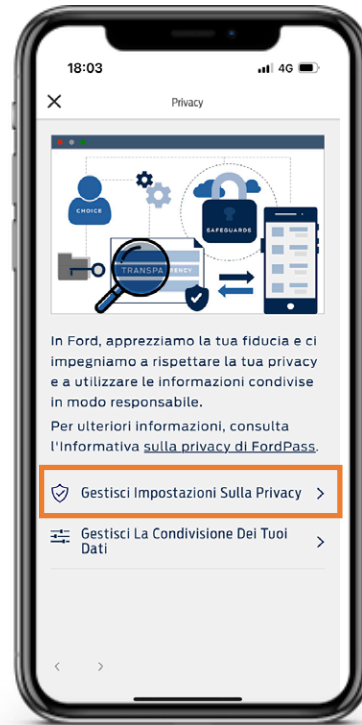 18:03
4G
Privacy
CHOICE
SAFEGUARDS
TRANSPARENCY
In Ford, apprezziamo la tua fiducia e ci
impegniamo a rispettare la tua privacy
e a utilizzare le informazioni condivise
in modo responsabile.
Per ulteriori informazioni, consulta
l'Informativa sulla privacy di FordPass.
Gestisci Impostazioni Sulla Privacy
Gestisci La Condivisione Dei Tuoi
Dati